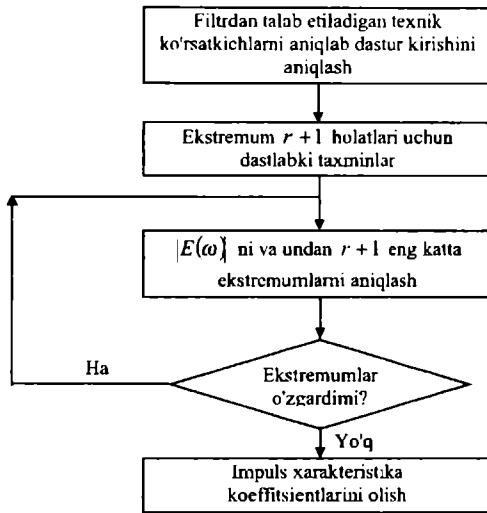 Filtrdan talab etiladigan texnik
ko'rsatkichlarni aniqlab dastur kirishini
aniqlash
Ekstremum r + 1 holatlari uchun
dastlabki taxminlar
|E(ω)| ni va undan r + 1 eng katta
ekstremumlarni aniqlash
Ha
Ekstremumlar
o'zgardimi?
Yo'q
Impuls xarakteristika
koeffitsientlarini olish